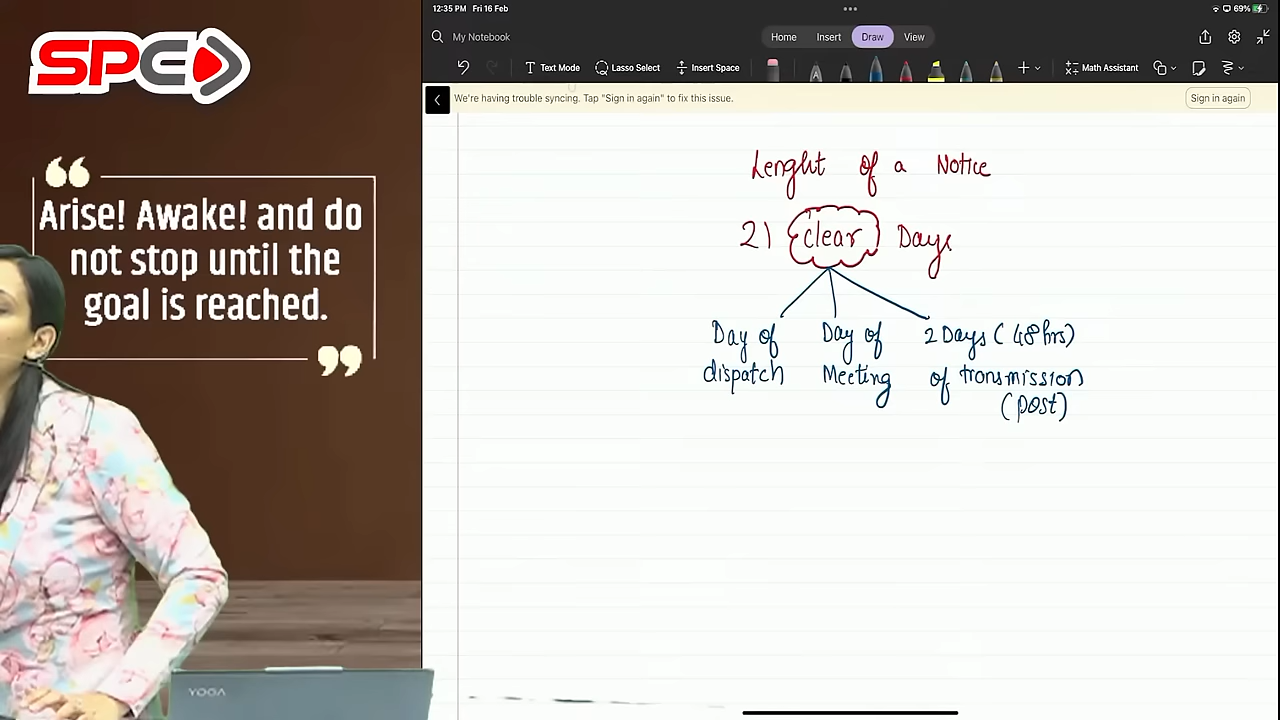 SPC
Arise! Awake! and do
not stop until the
goal is reached.
YOGA
12:35 PM Fri 16 Feb
69%
My Notebook
Home Insert Draw View
Text Mode Lasso Select Insert Space Math Assistant
We're having trouble syncing. Tap "Sign in again" to fix this issue. Sign in again
Lenght of a Notice
21 clear Days
Day of Day of 2 Days ( 48 hrs)
dispatch Meeting of transmission
(post)